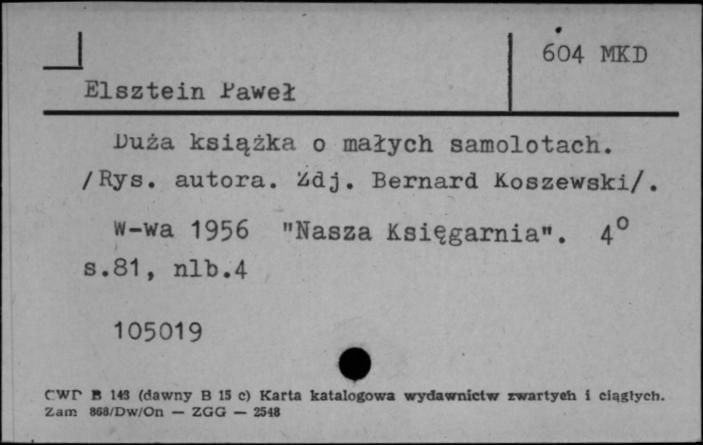 604 MKD
Elsztein Paweł
Duża książka o małych samolotach.
/Rys. autora. Zdj. Bernard Koszewski/.
W-wa 1956 "Nasza Księgarnia". 4°
s.81, nlb.4
105019
CWP B 143 (dawny B 15 c) Karta katalogowa wydawnictw zwartych i ciągłych.
Zam 868/Dw/On — ZGG — 2548